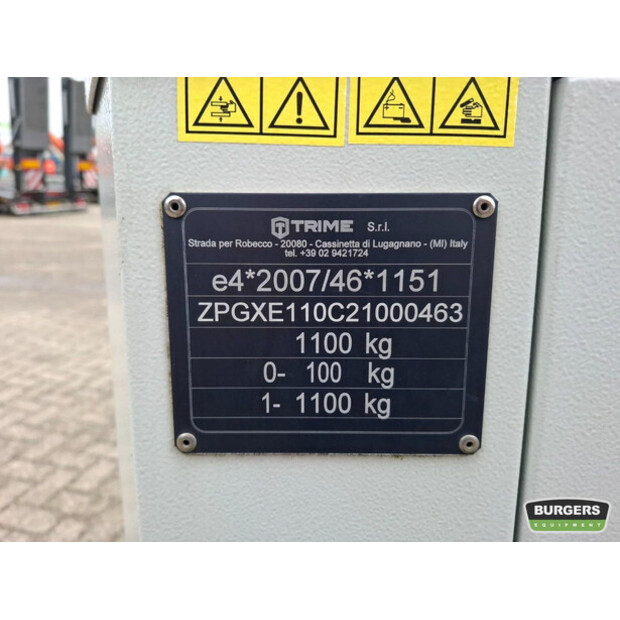 TRIME S.r.l.
Strada per Robecco - 20080 - Cassinetta di Lugagnano - (MI) Italy
tel. +39 02 9421724
e4*2007/46*1151
ZPGXE110C21000463
1100 kg
0- 100 kg
1- 1100 kg
BURGERS
EQUIPMENT